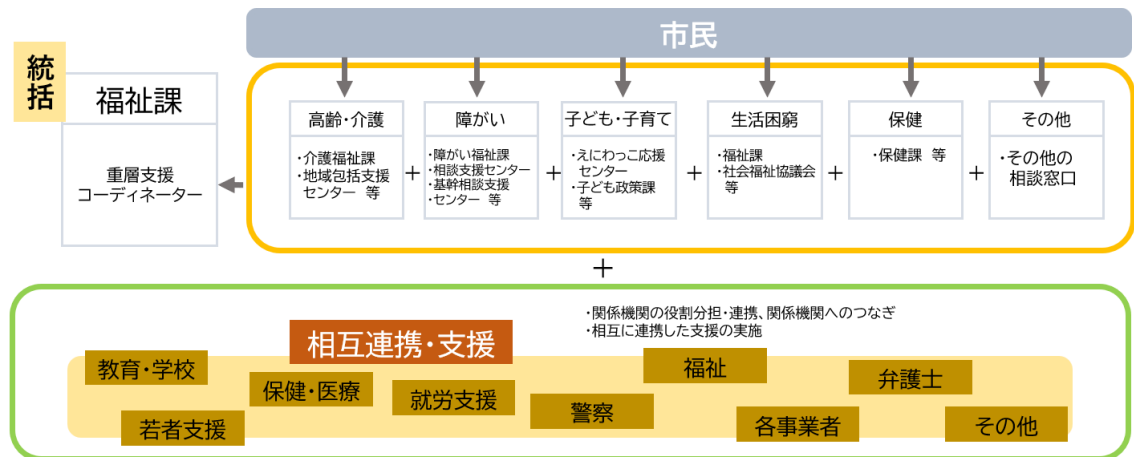 市民
統括
福祉課
重層支援
コーディネーター
高齢・介護
・介護福祉課
・地域包括支援
センター 等
+
障がい
・障がい福祉課
・相談支援センター
・基幹相談支援
・センター 等
+
子ども・子育て
・えにわっこ応援
センター
・子ども政策課
等
+
生活困窮
・福祉課
・社会福祉協議会
等
+
保健
・保健課 等
+
その他
・その他の
相談窓口
+
・関係機関の役割分担・連携、関係機関へのつなぎ
・相互に連携した支援の実施
相互連携・支援
教育・学校
保健・医療
就労支援
福祉
弁護士
若者支援
警察
各事業者
その他